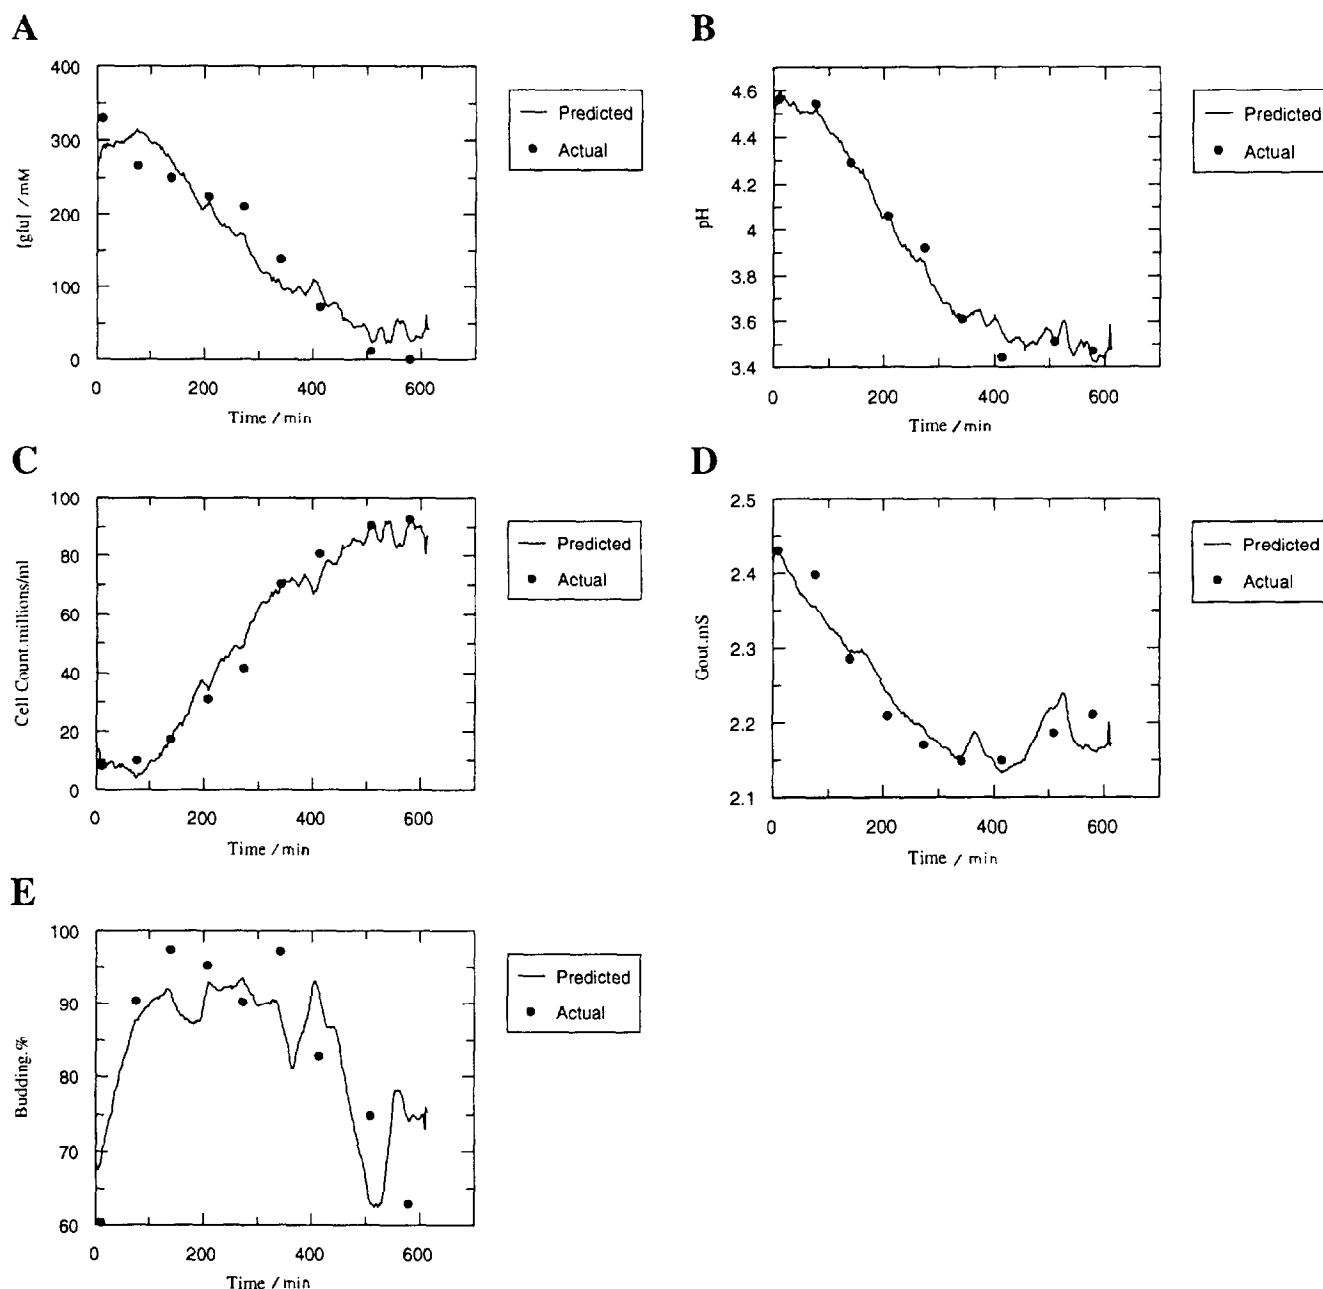 A
400
300
200
100
0
[glu] / mM
0 200 400 600
Time / min
Predicted
Actual
B
4.6
4.4
4.2
4
3.8
3.6
3.4
pH
0 200 400 600
Time / min
Predicted
Actual
C
100
80
60
40
20
0
Cell Count.millions/ml
0 200 400 600
Time / min
Predicted
Actual
D
2.5
2.4
2.3
2.2
2.1
Gout.mS
0 200 400 600
Time / min
Predicted
Actual
E
100
90
80
70
60
Budding.%
0 200 400 600
Time / min
Predicted
Actual